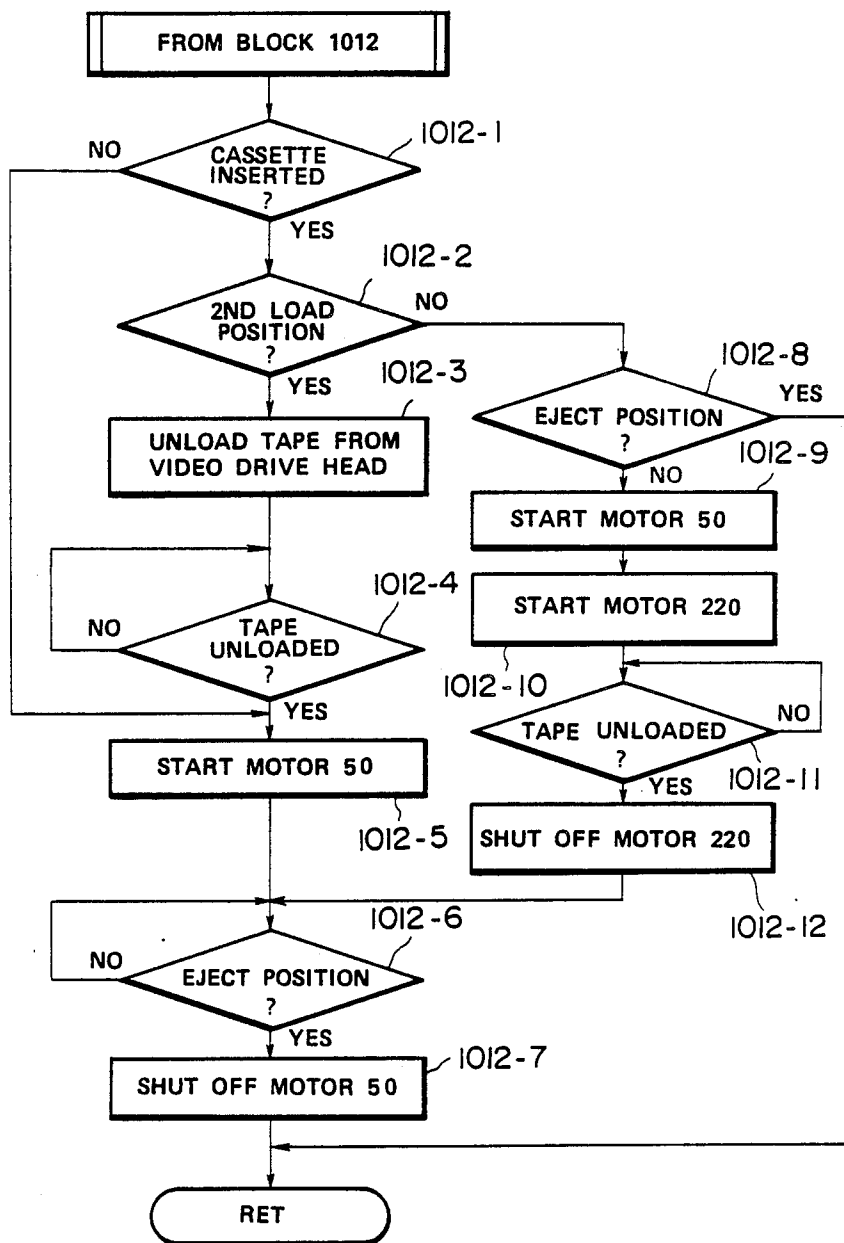 FROM BLOCK 1012
1012-1
NO
CASSETTE
INSERTED
?
YES
1012-2
2ND LOAD
POSITION
?
NO
YES
1012-3
UNLOAD TAPE FROM
VIDEO DRIVE HEAD
1012-8
EJECT POSITION
?
YES
NO
1012-9
START MOTOR 50
START MOTOR 220
1012-10
1012-4
TAPE
UNLOADED
?
NO
YES
TAPE UNLOADED
?
NO
YES
1012-11
START MOTOR 50
1012-5
SHUT OFF MOTOR 220
1012-12
1012-6
EJECT POSITION
?
NO
YES
1012-7
SHUT OFF MOTOR 50
RET